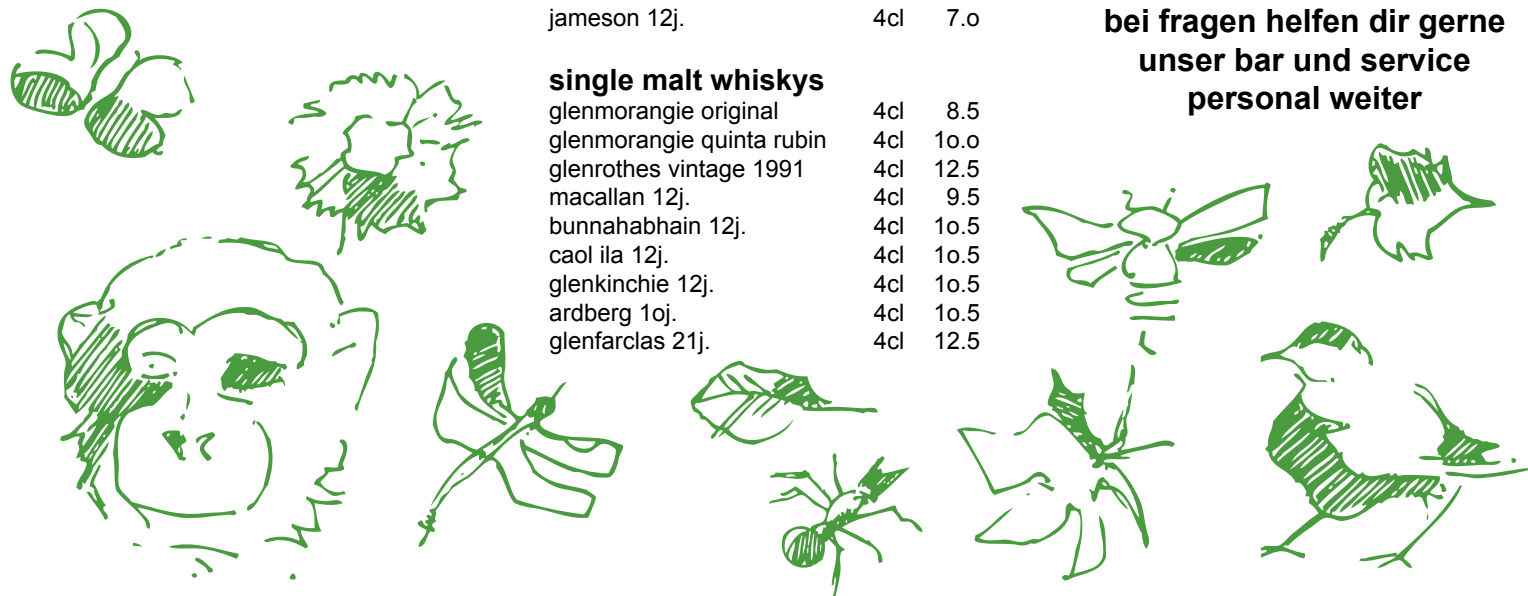 jameson 12j. 4cl 7.o
single malt whiskys
glenmorangie original 4cl 8.5
glenmorangie quinta rubin 4cl 1o.o
glenrothes vintage 1991 4cl 12.5
macallan 12j. 4cl 9.5
bunnahabhain 12j. 4cl 1o.5
caol ila 12j. 4cl 1o.5
glenkinchie 12j. 4cl 1o.5
ardberg 1oj. 4cl 1o.5
glenfarclas 21j. 4cl 12.5
bei fragen helfen dir gerne
unser bar und service
personal weiter